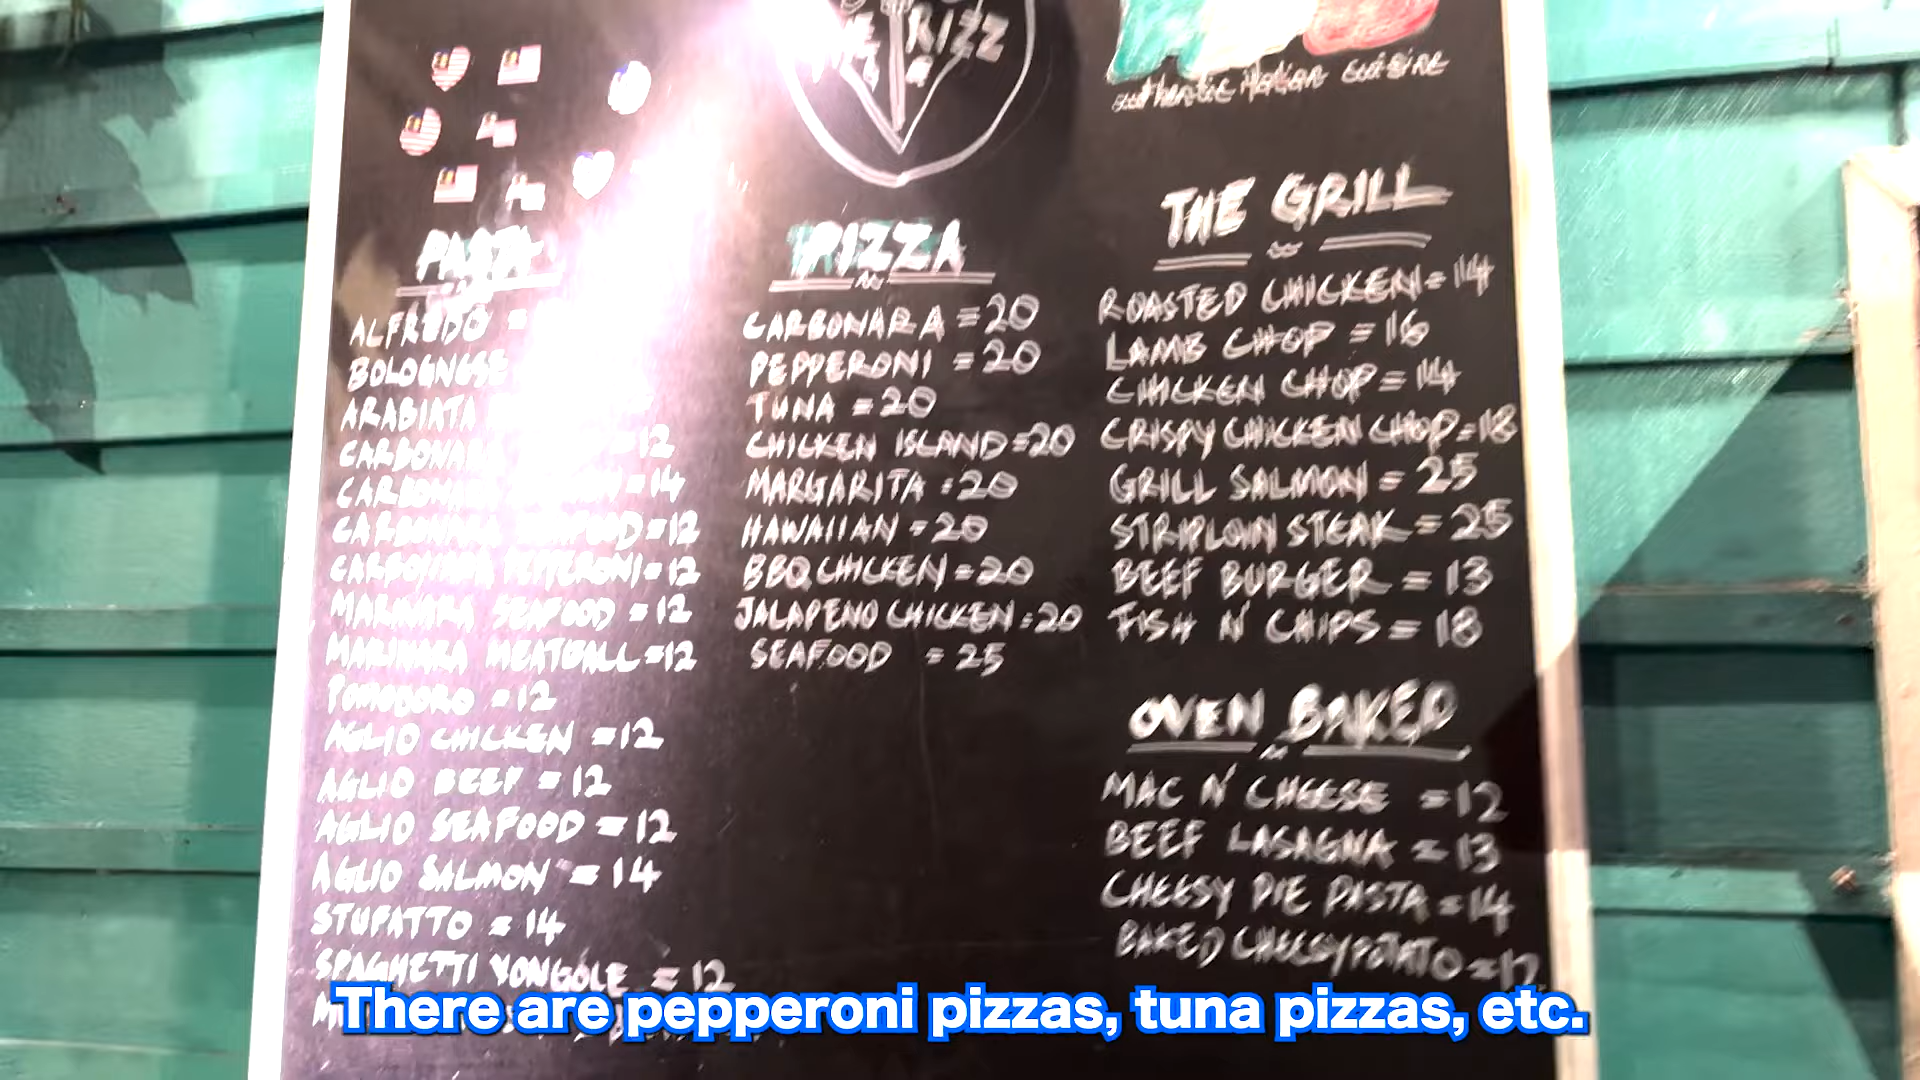 RIZZ
authentic Italian Cuisine
PASTA
ALFREDO =
BOLOGNESE
ARABIATA
CARBONARA =12
CARBONARA =14
CARBONARA SEAFOOD=12
CARBONARA PEPPERONI=12
MARINARA SEAFOOD =12
MARINARA MEATBALL=12
POMODORO =12
AGLIO CHICKEN =12
AGLIO BEEF =12
AGLIO SEAFOOD =12
AGLIO SALMON =14
STUFATTO =14
SPAGHETTI VONGOLE =12
PIZZA
CARBONARA =20
PEPPERONI =20
TUNA =20
CHICKEN ISLAND=20
MARGARITA =20
HAWAIIAN =20
BBQ CHICKEN=20
JALAPENO CHICKEN=20
SEAFOOD =25
THE GRILL
ROASTED CHICKEN=14
LAMB CHOP =16
CHICKEN CHOP=14
CRISPY CHICKEN CHOP=18
GRILL SALMON = 25
STRIPLOIN STEAK = 25
BEEF BURGER = 13
FISH N' CHIPS = 18
OVEN BAKED
MAC N' CHEESE =12
BEEF LASAGNA =13
CHEESY PIE PASTA =14
BAKED CHEESY POTATO =12
There are pepperoni pizzas, tuna pizzas, etc.